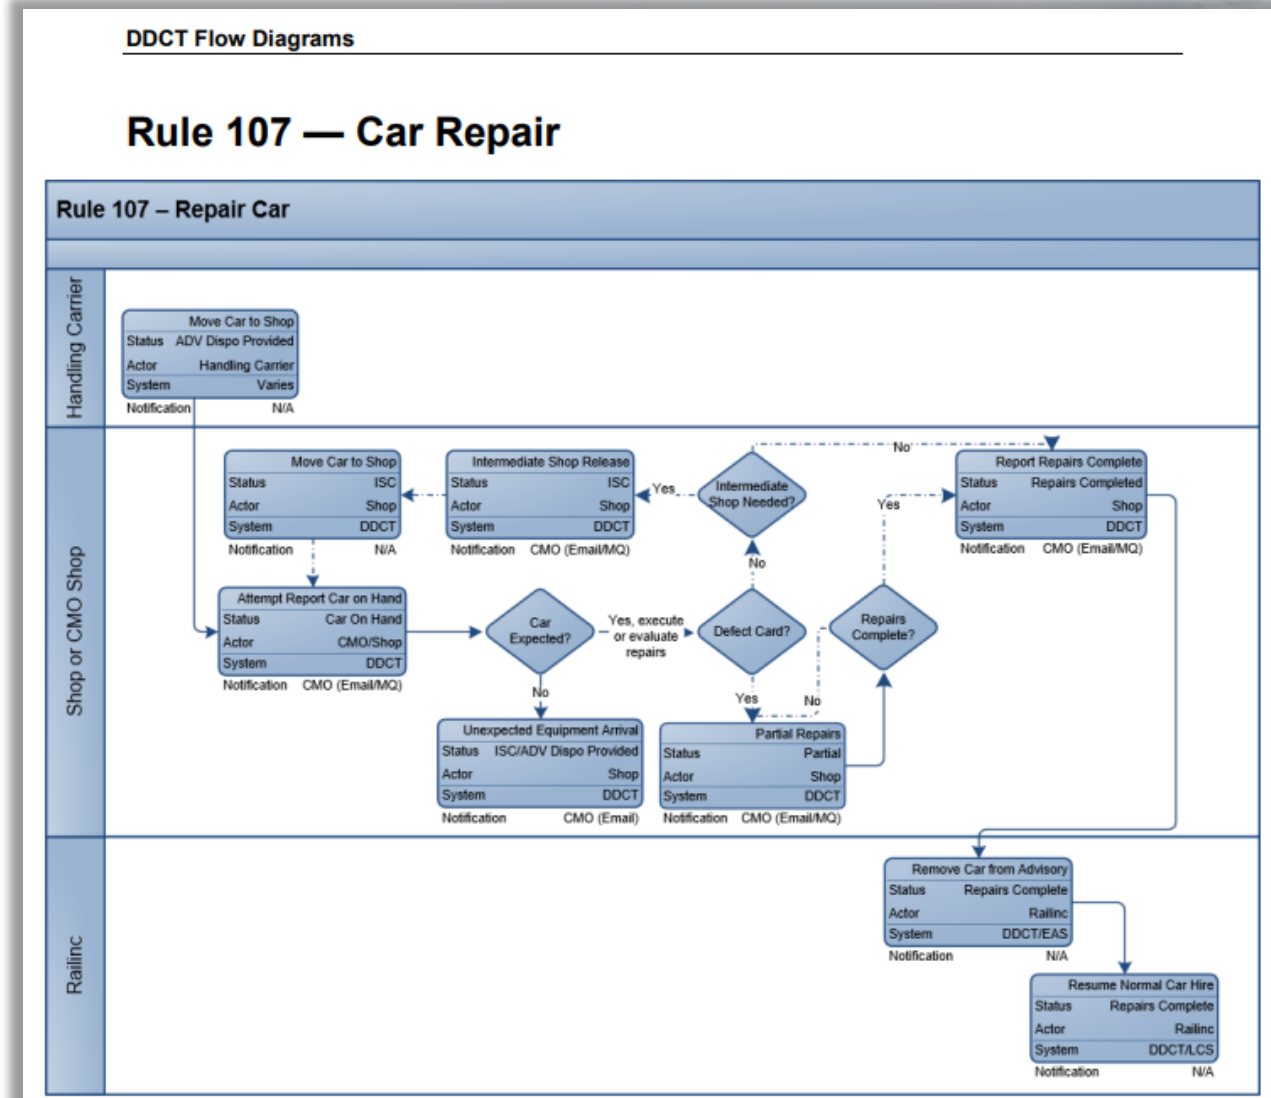 DDCT Flow Diagrams
Rule 107 — Car Repair
Rule 107 – Repair Car
Handling Carrier
Move Car to Shop
Status ADV Dispo Provided
Actor Handling Carrier
System Varies
Notification N/A
Shop or CMO Shop
Move Car to Shop
Status ISC
Actor Shop
System DDCT
Notification N/A
Intermediate Shop Release
Status ISC
Actor Shop
System DDCT
Notification CMO (Email/MQ)
Yes
Intermediate
Shop Needed?
No
Report Repairs Complete
Status Repairs Completed
Actor Shop
System DDCT
Notification CMO (Email/MQ)
Yes
No
Attempt Report Car on Hand
Status Car On Hand
Actor CMO/Shop
System DDCT
Notification CMO (Email/MQ)
Car
Expected?
Yes, execute
or evaluate
repairs
Defect Card?
Repairs
Complete?
No
Yes
No
Unexpected Equipment Arrival
Status ISC/ADV Dispo Provided
Actor Shop
System DDCT
Notification CMO (Email)
Partial Repairs
Status Partial
Actor Shop
System DDCT
Notification CMO (Email/MQ)
Railinc
Remove Car from Advisory
Status Repairs Complete
Actor Railinc
System DDCT/EAS
Notification N/A
Resume Normal Car Hire
Status Repairs Complete
Actor Railinc
System DDCT/LCS
Notification N/A